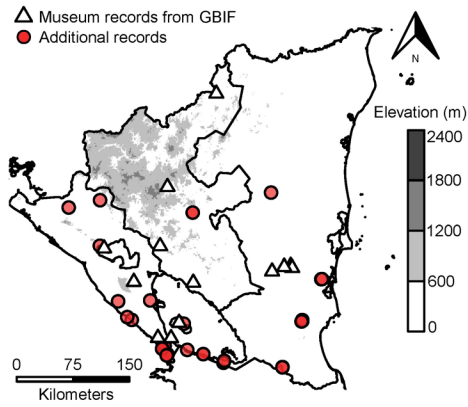 Museum records from GBIF
Additional records
N
Elevation (m)
2400
1800
1200
600
0
0 75 150
Kilometers